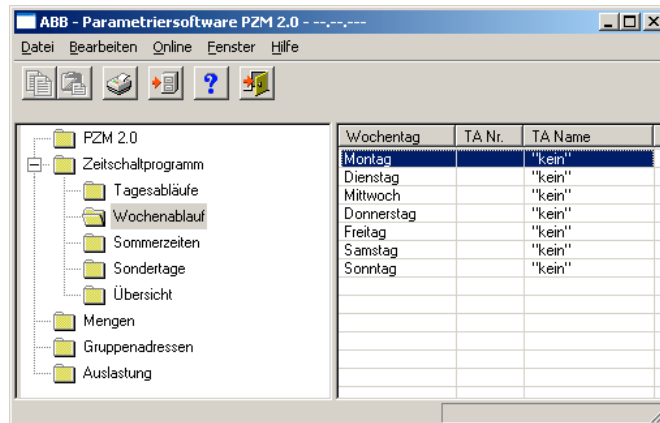 ABB - Parametriersoftware PZM 2.0 - --.--.----
Datei Bearbeiten Online Fenster Hilfe
?
PZM 2.0
Zeitschaltprogramm
Tagesabläufe
Wochenablauf
Sommerzeiten
Sondertage
Übersicht
Mengen
Gruppenadressen
Auslastung
Wochentag TA Nr. TA Name
Montag "kein"
Dienstag "kein"
Mittwoch "kein"
Donnerstag "kein"
Freitag "kein"
Samstag "kein"
Sonntag "kein"